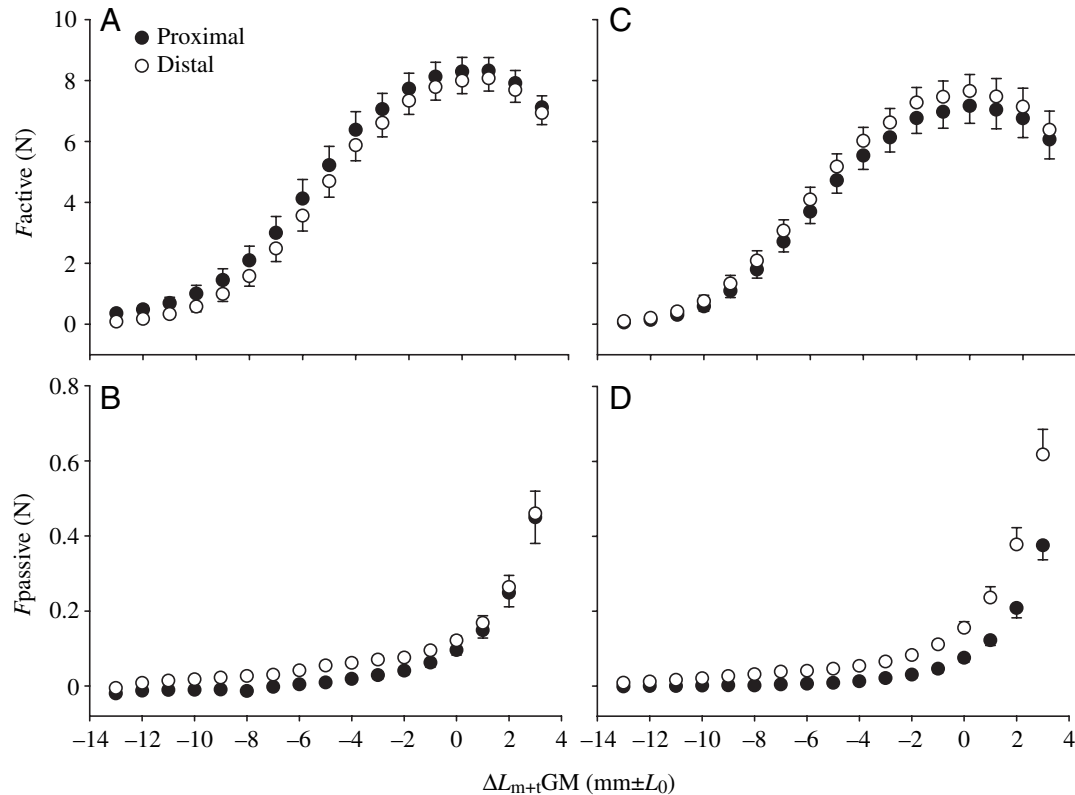 A
C
10
Proximal
Distal
8
6
4
2
0
Factive (N)
B
D
0.8
0.6
0.4
0.2
0
Fpassive (N)
–14 –12 –10 –8 –6 –4 –2 0 2 4
–14 –12 –10 –8 –6 –4 –2 0 2 4
ΔLm+tGM (mm±L0)